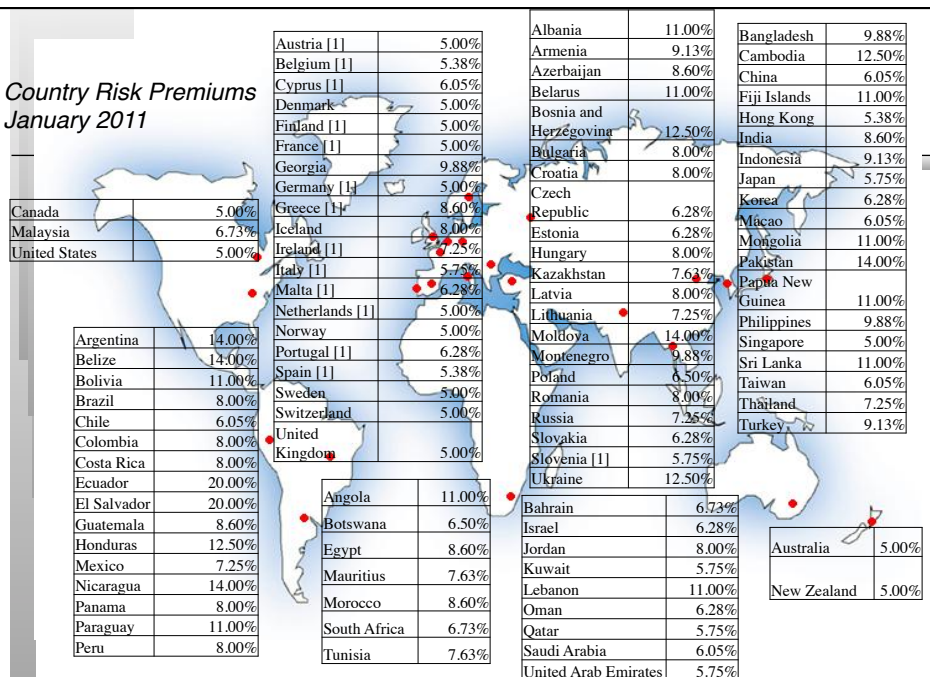 Country Risk Premiums
January 2011
Canada 5.00%
Malaysia 6.73%
United States 5.00%
Argentina 14.00%
Belize 14.00%
Bolivia 11.00%
Brazil 8.00%
Chile 6.05%
Colombia 8.00%
Costa Rica 8.00%
Ecuador 20.00%
El Salvador 20.00%
Guatemala 8.60%
Honduras 12.50%
Mexico 7.25%
Nicaragua 14.00%
Panama 8.00%
Paraguay 11.00%
Peru 8.00%
Austria [1] 5.00%
Belgium [1] 5.38%
Cyprus [1] 6.05%
Denmark 5.00%
Finland [1] 5.00%
France [1] 5.00%
Georgia 9.88%
Germany [1] 5.00%
Greece [1] 8.60%
Iceland 8.00%
Ireland [1] 7.25%
Italy [1] 5.75%
Malta [1] 6.28%
Netherlands [1] 5.00%
Norway 5.00%
Portugal [1] 6.28%
Spain [1] 5.38%
Sweden 5.00%
Switzerland 5.00%
United
Kingdom 5.00%
Angola 11.00%
Botswana 6.50%
Egypt 8.60%
Mauritius 7.63%
Morocco 8.60%
South Africa 6.73%
Tunisia 7.63%
Albania 11.00%
Armenia 9.13%
Azerbaijan 8.60%
Belarus 11.00%
Bosnia and
Herzegovina 12.50%
Bulgaria 8.00%
Croatia 8.00%
Czech
Republic 6.28%
Estonia 6.28%
Hungary 8.00%
Kazakhstan 7.63%
Latvia 8.00%
Lithuania 7.25%
Moldova 14.00%
Montenegro 9.88%
Poland 6.50%
Romania 8.00%
Russia 7.25%
Slovakia 6.28%
Slovenia [1] 5.75%
Ukraine 12.50%
Bahrain 6.73%
Israel 6.28%
Jordan 8.00%
Kuwait 5.75%
Lebanon 11.00%
Oman 6.28%
Qatar 5.75%
Saudi Arabia 6.05%
United Arab Emirates 5.75%
Bangladesh 9.88%
Cambodia 12.50%
China 6.05%
Fiji Islands 11.00%
Hong Kong 5.38%
India 8.60%
Indonesia 9.13%
Japan 5.75%
Korea 6.28%
Macao 6.05%
Mongolia 11.00%
Pakistan 14.00%
Papua New
Guinea 11.00%
Philippines 9.88%
Singapore 5.00%
Sri Lanka 11.00%
Taiwan 6.05%
Thailand 7.25%
Turkey 9.13%
Australia 5.00%
New Zealand 5.00%